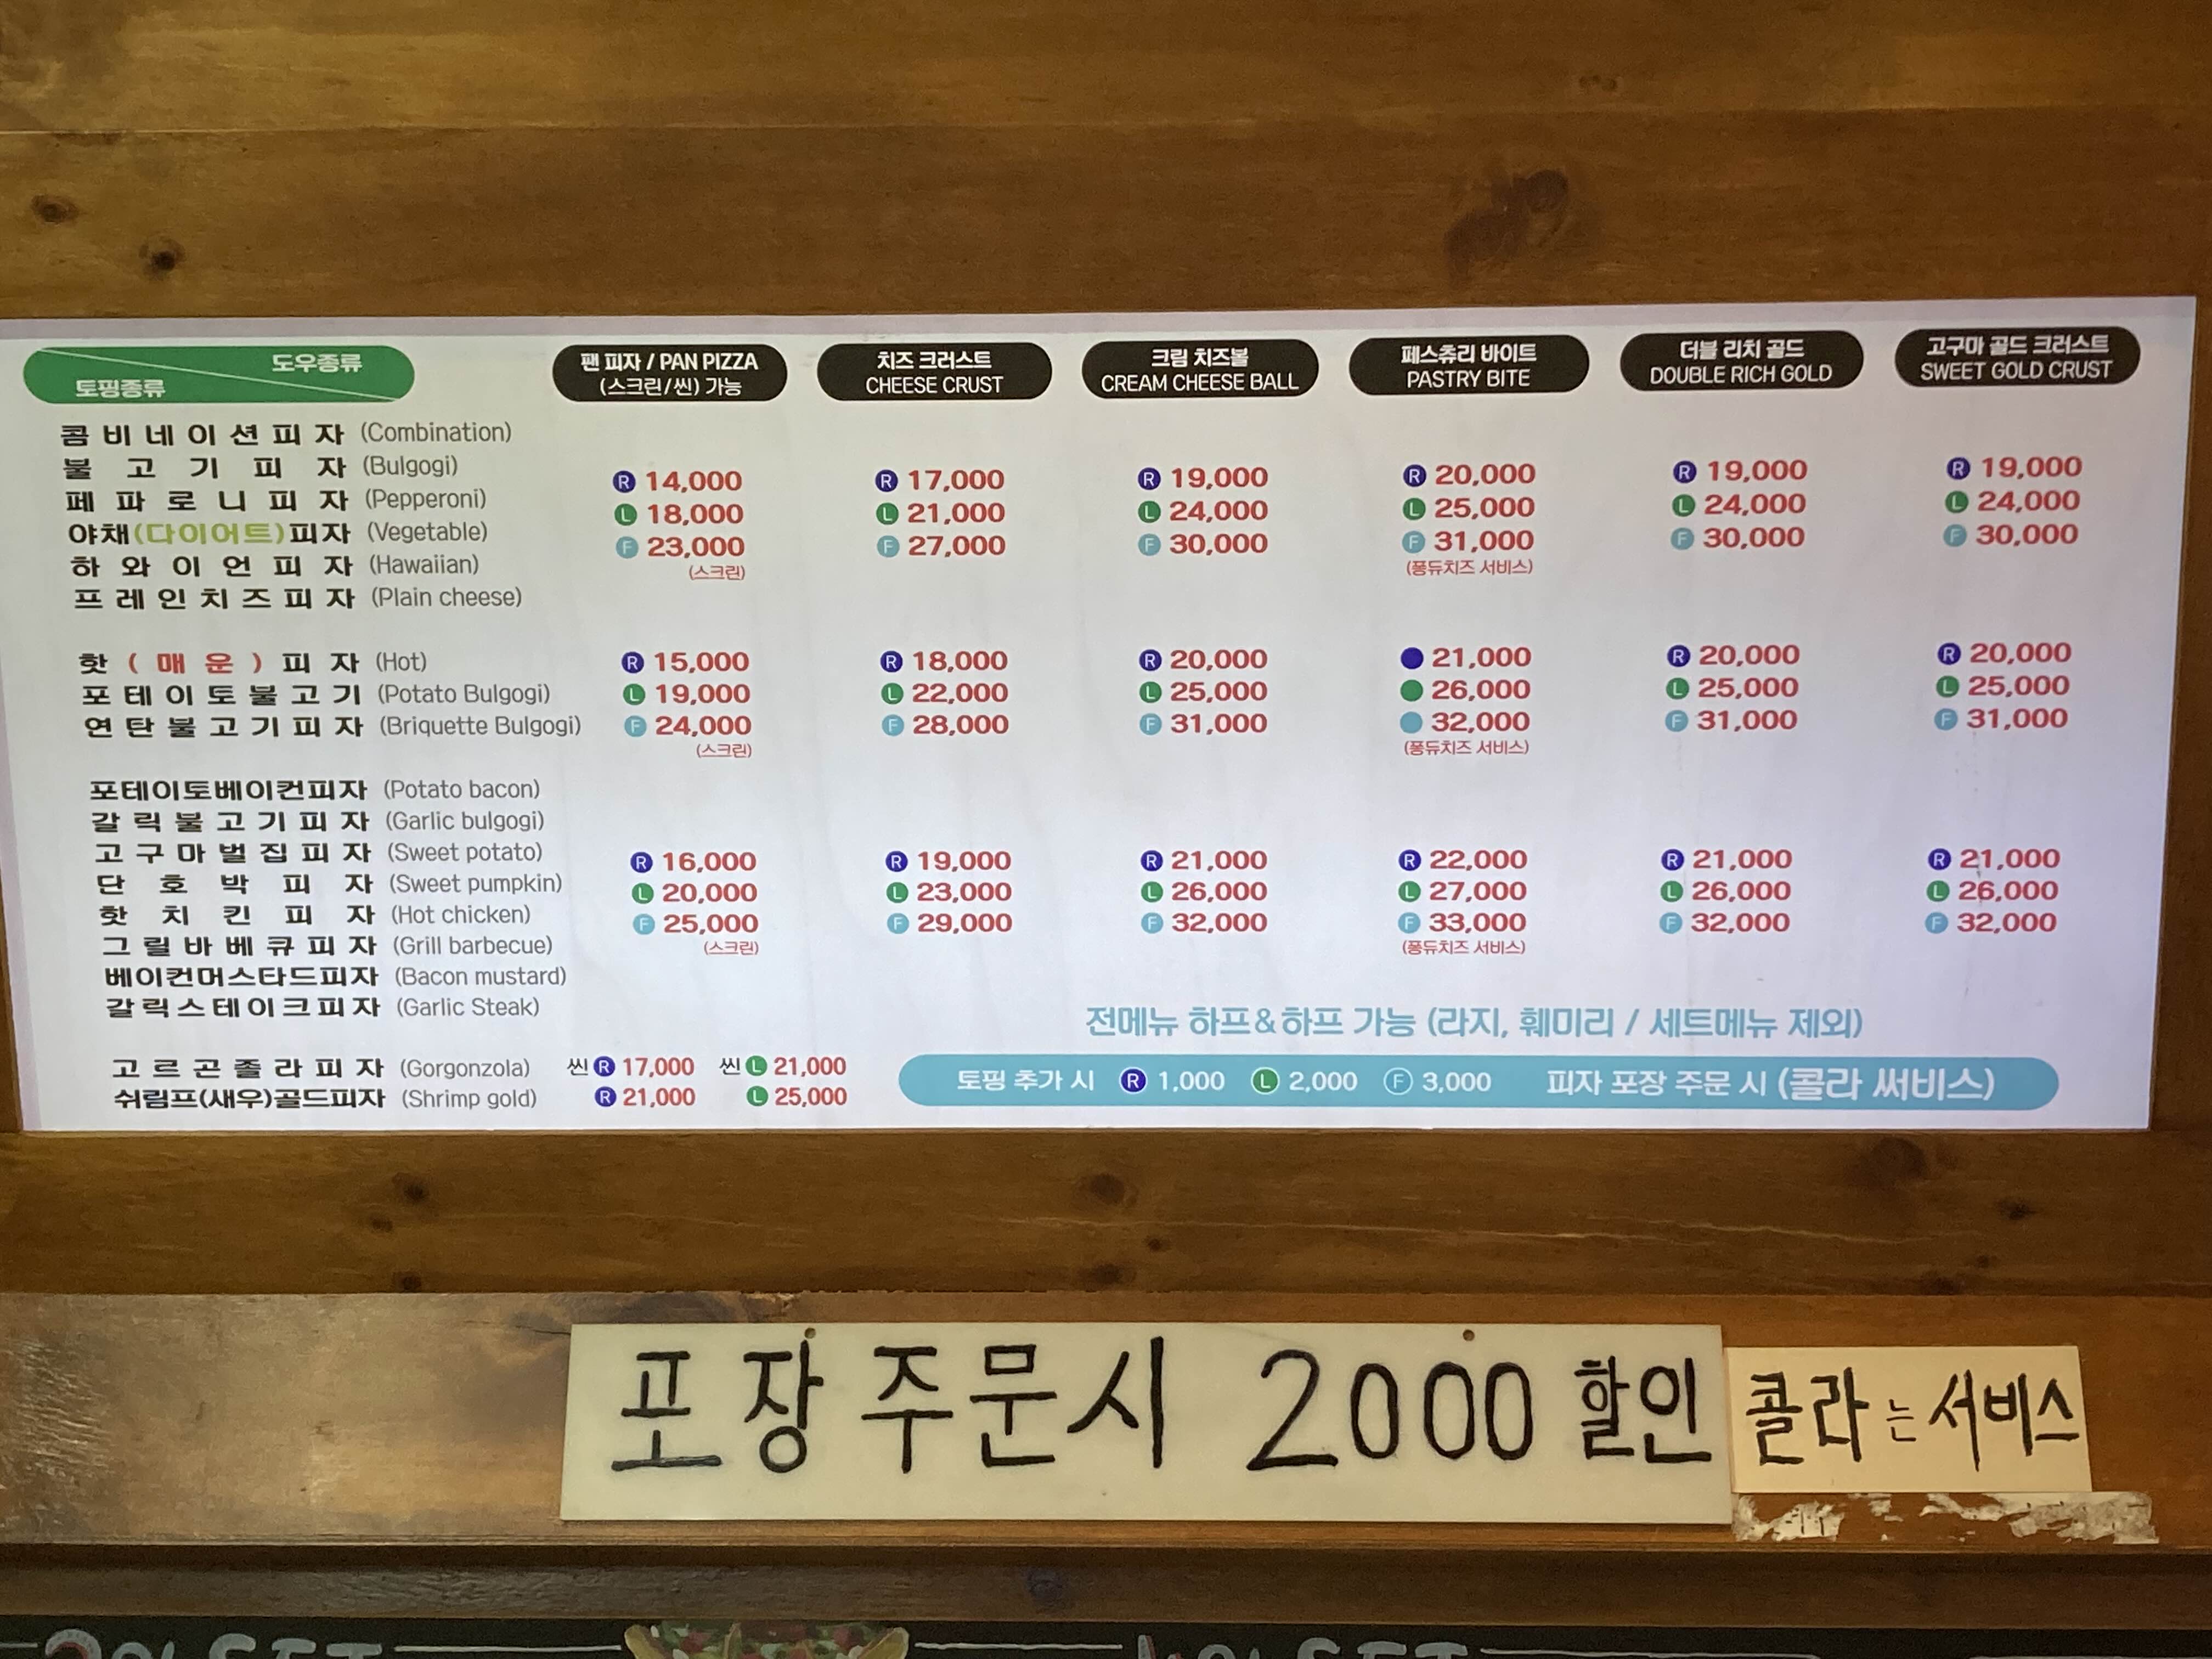 도우종류
토핑종류
팬 피자 / PAN PIZZA
(스크린/씬) 가능
치즈 크러스트
CHEESE CRUST
크림 치즈볼
CREAM CHEESE BALL
페스츄리 바이트
PASTRY BITE
더블 리치 골드
DOUBLE RICH GOLD
고구마 골드 크러스트
SWEET GOLD CRUST
콤비네이션피자 (Combination)
불고기피자 (Bulgogi)
페파로니피자 (Pepperoni)
야채(다이어트)피자 (Vegetable)
하와이언피자 (Hawaiian)
프레인치즈피자 (Plain cheese)
R 14,000 R 17,000 R 19,000 R 20,000 R 19,000 R 19,000
L 18,000 L 21,000 L 24,000 L 25,000 L 24,000 L 24,000
F 23,000 F 27,000 F 30,000 F 31,000 F 30,000 F 30,000
(스크린) (퐁듀치즈 서비스)
핫(매운)피자 (Hot)
포테이토불고기 (Potato Bulgogi)
연탄불고기피자 (Briquette Bulgogi)
R 15,000 R 18,000 R 20,000 21,000 R 20,000 R 20,000
L 19,000 L 22,000 L 25,000 26,000 L 25,000 L 25,000
F 24,000 F 28,000 F 31,000 32,000 F 31,000 F 31,000
(스크린) (퐁듀치즈 서비스)
포테이토베이컨피자 (Potato bacon)
갈릭불고기피자 (Garlic bulgogi)
고구마벌집피자 (Sweet potato)
단호박피자 (Sweet pumpkin)
핫치킨피자 (Hot chicken)
그릴바베큐피자 (Grill barbecue)
베이컨머스타드피자 (Bacon mustard)
갈릭스테이크피자 (Garlic Steak)
R 16,000 R 19,000 R 21,000 R 22,000 R 21,000 R 21,000
L 20,000 L 23,000 L 26,000 L 27,000 L 26,000 L 26,000
F 25,000 F 29,000 F 32,000 F 33,000 F 32,000 F 32,000
(스크린) (퐁듀치즈 서비스)
고르곤졸라피자 (Gorgonzola) 씬 R 17,000 씬 L 21,000
쉬림프(새우)골드피자 (Shrimp gold) R 21,000 L 25,000
전메뉴 하프&하프 가능 (라지, 훼미리 / 세트메뉴 제외)
토핑 추가 시 R 1,000 L 2,000 F 3,000 피자 포장 주문 시 (콜라 써비스)
포장주문시 2000 할인
콜라는 서비스